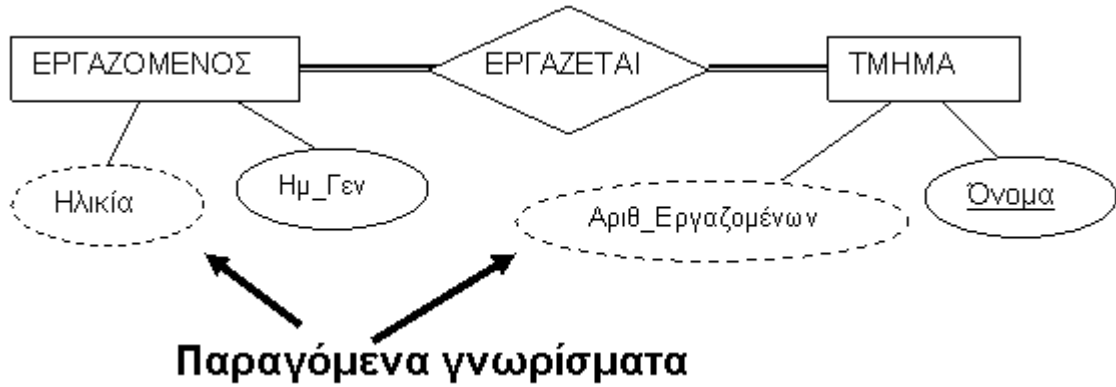 ΕΡΓΑΖΟΜΕΝΟΣ
ΕΡΓΑΖΕΤΑΙ
ΤΜΗΜΑ
Ηλικία
Ημ_Γεν
Αριθ_Εργαζομένων
Όνομα
Παραγόμενα γνωρίσματα